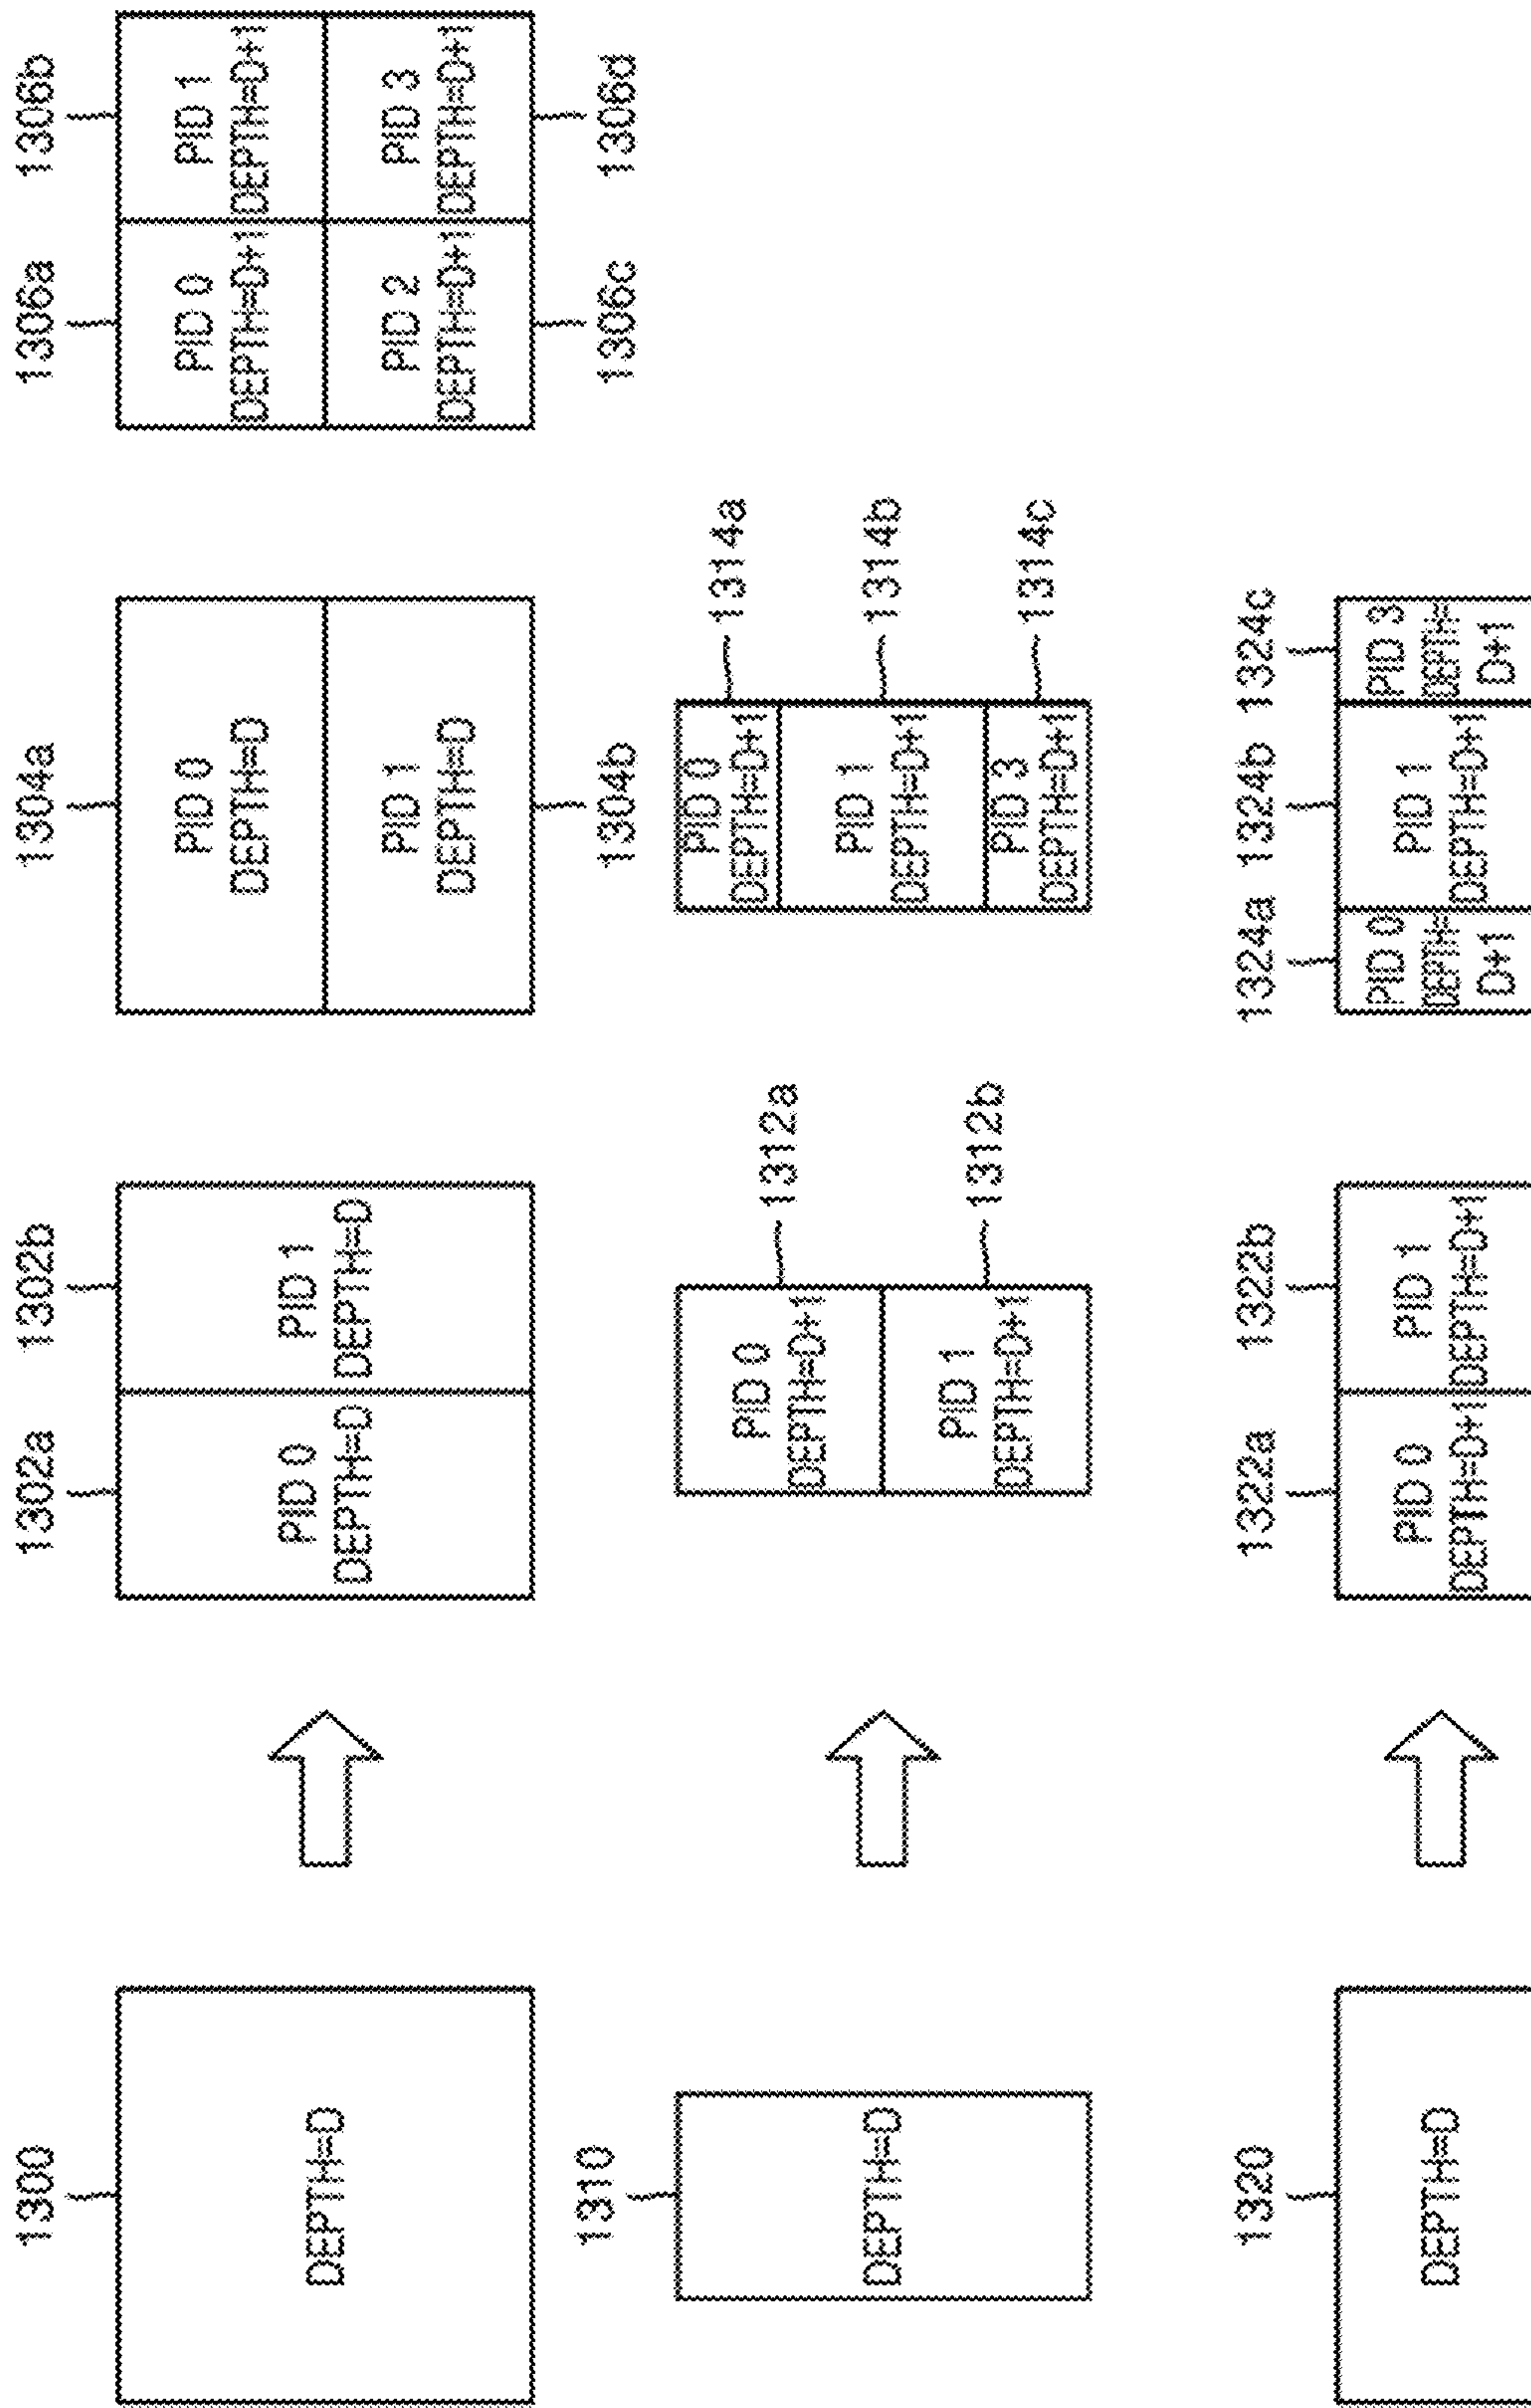 1300
DEPTH=D
1302a
1302b
PID 0
DEPTH=D
PID 1
DEPTH=D
1304a
PID 0
DEPTH=D
PID 1
DEPTH=D
1304b
1306a
1306b
PID 0
DEPTH=D+1
PID 1
DEPTH=D+1
PID 2
DEPTH=D+1
PID 3
DEPTH=D+1
1306c
1306d
1310
DEPTH=D
PID 0
DEPTH=D+1
1312a
PID 1
DEPTH=D+1
1312b
PID 0
DEPTH=D+1
1314a
PID 1
DEPTH=D+1
1314b
PID 3
DEPTH=D+1
1314c
1320
DEPTH=D
1322a
1322b
PID 0
DEPTH=D+1
PID 1
DEPTH=D+1
1324a
1324b
1324c
PID 0
DEPTH=
D+1
PID 1
DEPTH=D+1
PID 3
DEPTH=
D+1